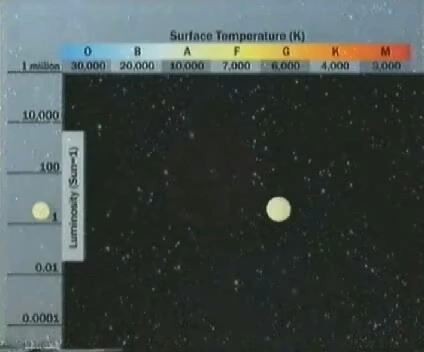 Surface Temperature (K)
O B A F G K M
30,000 20,000 10,000 7,000 6,000 4,000 3,000
1 million
10,000
100
1
0.01
0.0001
Luminosity (Sun=1)